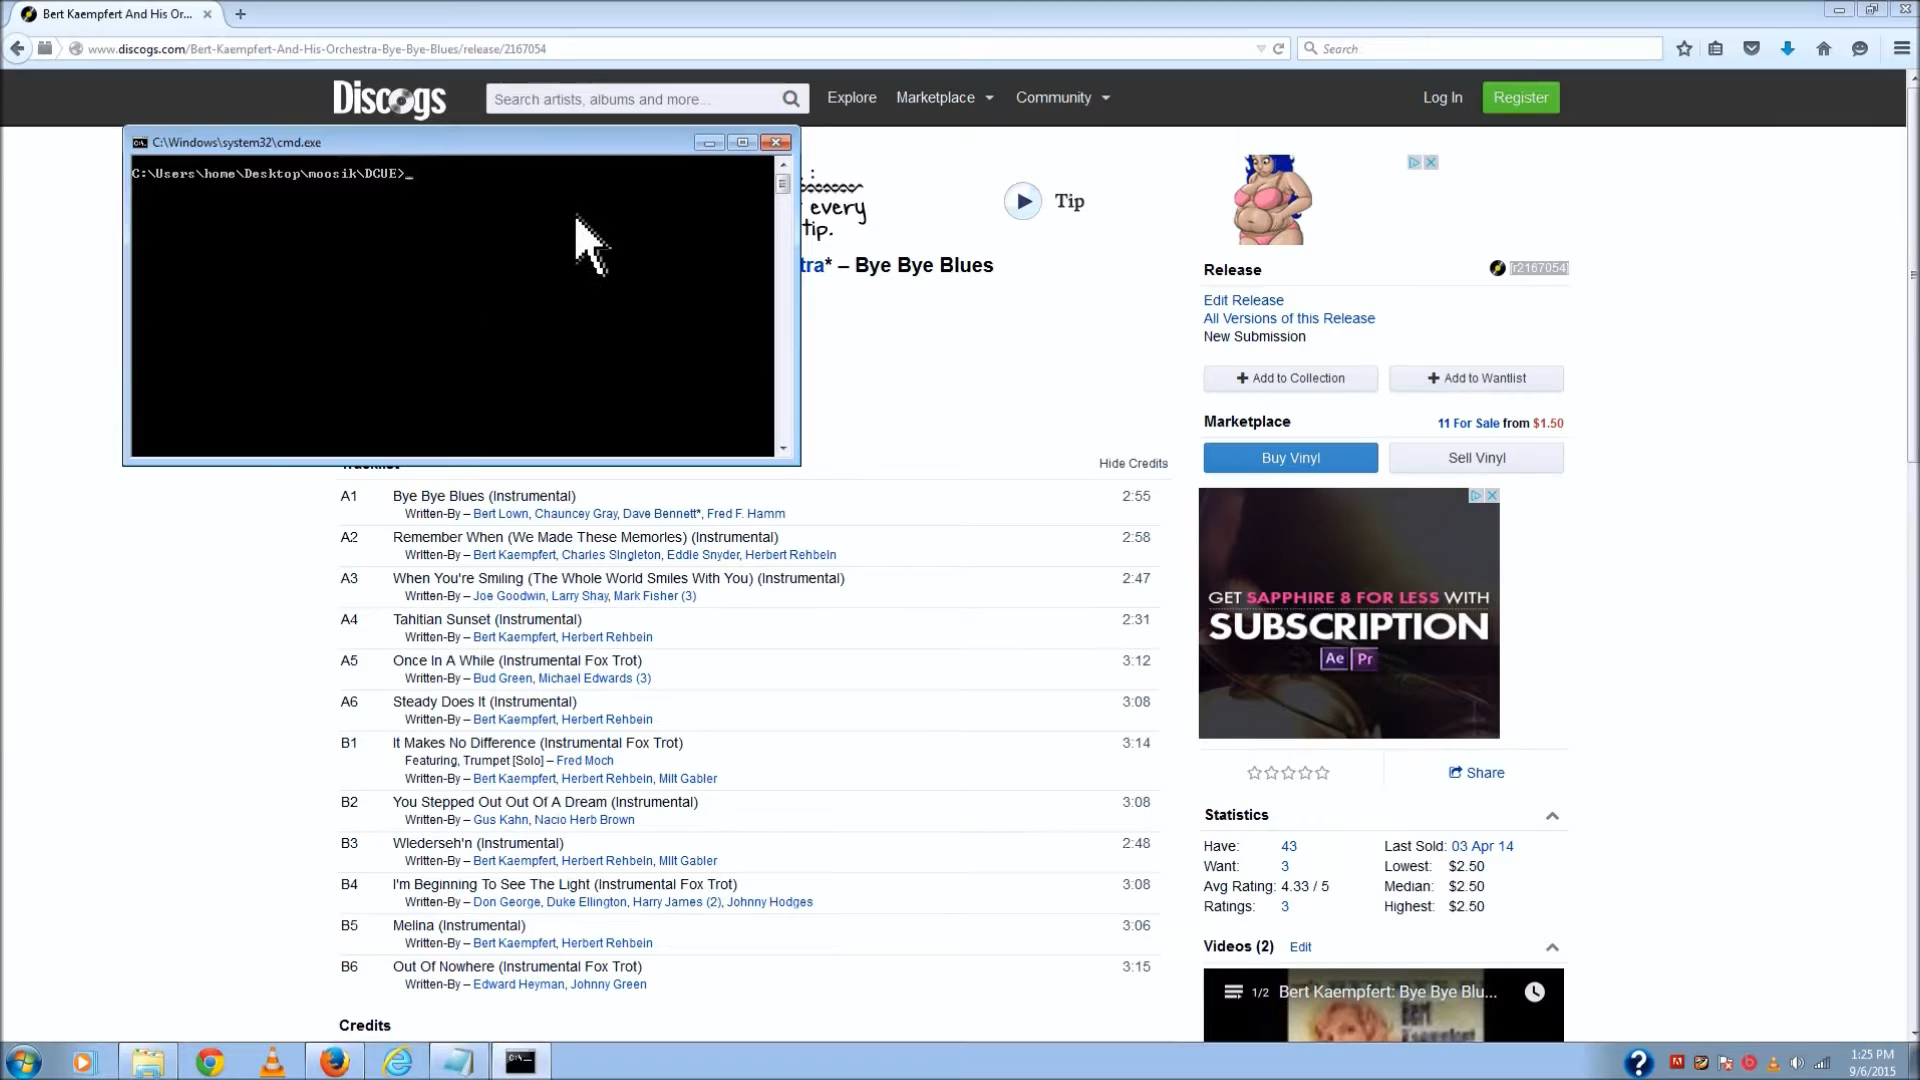 Bert Kaempfert And His Or...
www.discogs.com/Bert-Kaempfert-And-His-Orchestra-Bye-Bye-Blues/release/2167054
Search
Discogs
Search artists, albums and more...
Explore
Marketplace
Community
Log In
Register
C:\Windows\system32\cmd.exe
C:\Users\home\Desktop\moosik\DCUE>_
every
tip.
Tip
tra* – Bye Bye Blues
Release
[r2167054]
Edit Release
All Versions of this Release
New Submission
Add to Collection
Add to Wantlist
Marketplace
11 For Sale from $1.50
Buy Vinyl
Sell Vinyl
Tracklist
Hide Credits
A1 Bye Bye Blues (Instrumental) 2:55
Written-By – Bert Lown, Chauncey Gray, Dave Bennett*, Fred F. Hamm
A2 Remember When (We Made These Memories) (Instrumental) 2:58
Written-By – Bert Kaempfert, Charles Singleton, Eddie Snyder, Herbert Rehbein
A3 When You're Smiling (The Whole World Smiles With You) (Instrumental) 2:47
Written-By – Joe Goodwin, Larry Shay, Mark Fisher (3)
A4 Tahitian Sunset (Instrumental) 2:31
Written-By – Bert Kaempfert, Herbert Rehbein
A5 Once In A While (Instrumental Fox Trot) 3:12
Written-By – Bud Green, Michael Edwards (3)
A6 Steady Does It (Instrumental) 3:08
Written-By – Bert Kaempfert, Herbert Rehbein
B1 It Makes No Difference (Instrumental Fox Trot) 3:14
Featuring, Trumpet [Solo] – Fred Moch
Written-By – Bert Kaempfert, Herbert Rehbein, Milt Gabler
B2 You Stepped Out Out Of A Dream (Instrumental) 3:08
Written-By – Gus Kahn, Nacio Herb Brown
B3 Wiederseh'n (Instrumental) 2:48
Written-By – Bert Kaempfert, Herbert Rehbein, Milt Gabler
B4 I'm Beginning To See The Light (Instrumental Fox Trot) 3:08
Written-By – Don George, Duke Ellington, Harry James (2), Johnny Hodges
B5 Melina (Instrumental) 3:06
Written-By – Bert Kaempfert, Herbert Rehbein
B6 Out Of Nowhere (Instrumental Fox Trot) 3:15
Written-By – Edward Heyman, Johnny Green
Credits
GET SAPPHIRE 8 FOR LESS WITH
SUBSCRIPTION
Ae Pr
Share
Statistics
Have: 43 Last Sold: 03 Apr 14
Want: 3 Lowest: $2.50
Avg Rating: 4.33 / 5 Median: $2.50
Ratings: 3 Highest: $2.50
Videos (2) Edit
1/2 Bert Kaempfert: Bye Bye Blu...
Bert
Kaempfert
1:25 PM
9/6/2015